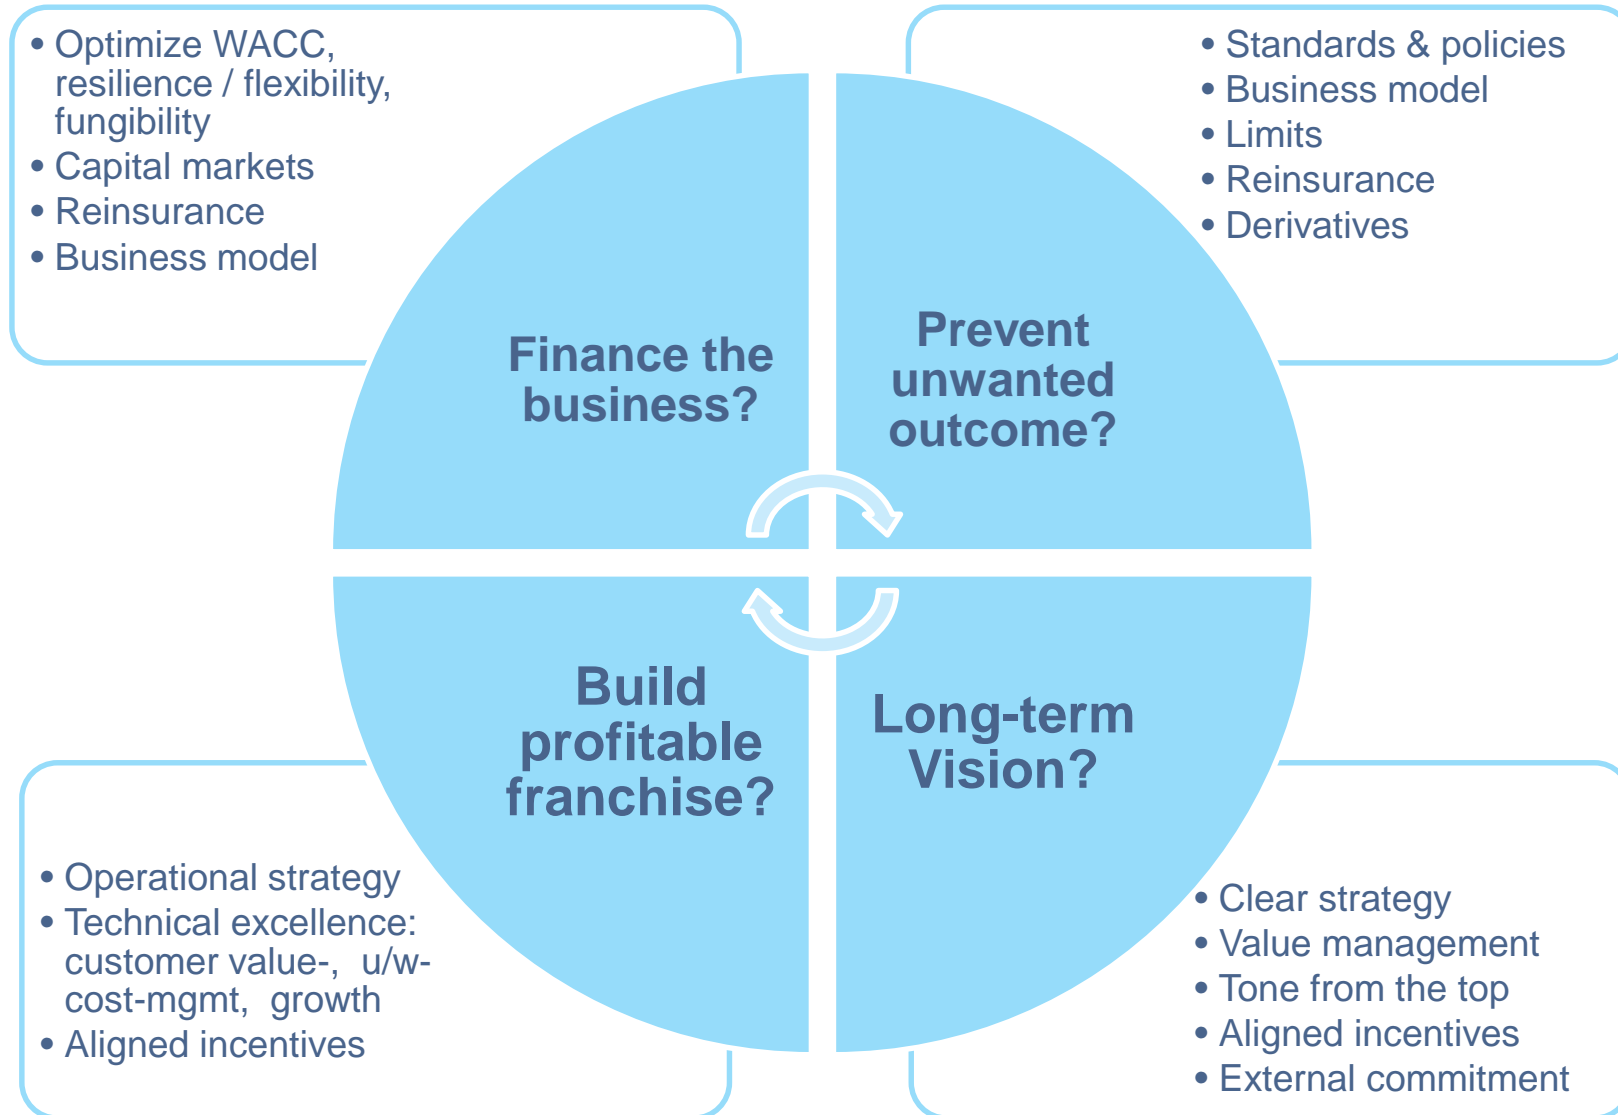 • Optimize WACC,
resilience / flexibility,
fungibility
• Capital markets
• Reinsurance
• Business model
• Standards & policies
• Business model
• Limits
• Reinsurance
• Derivatives
Finance the
business?
Prevent
unwanted
outcome?
Build
profitable
franchise?
Long-term
Vision?
• Operational strategy
• Technical excellence:
customer value-, u/w-
cost-mgmt, growth
• Aligned incentives
• Clear strategy
• Value management
• Tone from the top
• Aligned incentives
• External commitment